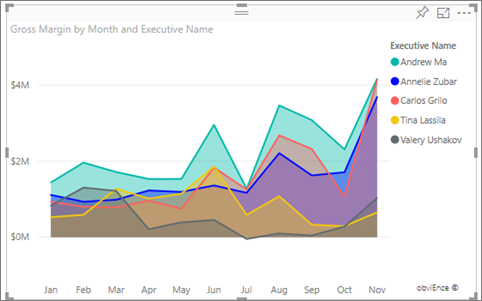 Gross Margin by Month and Executive Name
Executive Name
Andrew Ma
Annelie Zubar
Carlos Grilo
Tina Lassila
Valery Ushakov
$4M
$2M
$0M
Jan Feb Mar Apr May Jun Jul Aug Sep Oct Nov
obviEnce ©